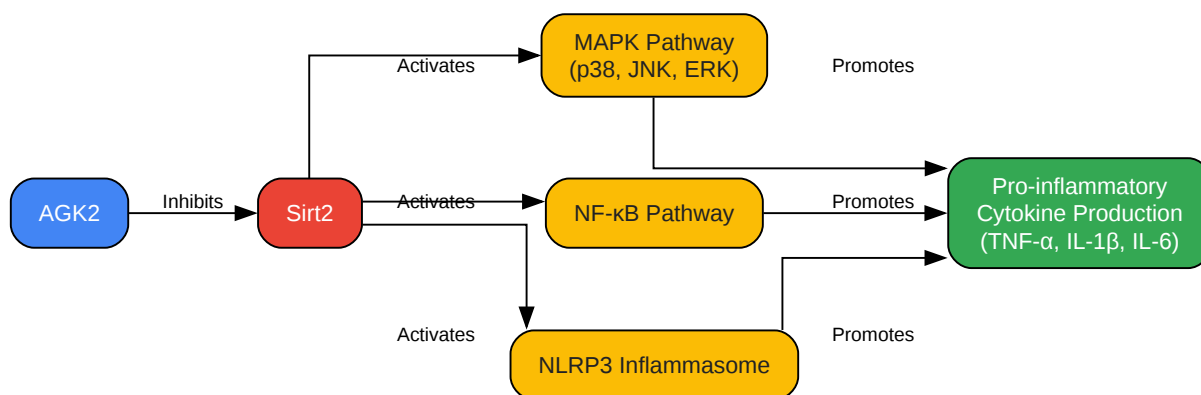 MAPK Pathway
(p38, JNK, ERK)
Activates
Promotes
AGK2
Inhibits
Sirt2
Activates
NF-κB Pathway
Promotes
Pro-inflammatory
Cytokine Production
(TNF-α, IL-1β, IL-6)
Activates
Promotes
NLRP3 Inflammasome